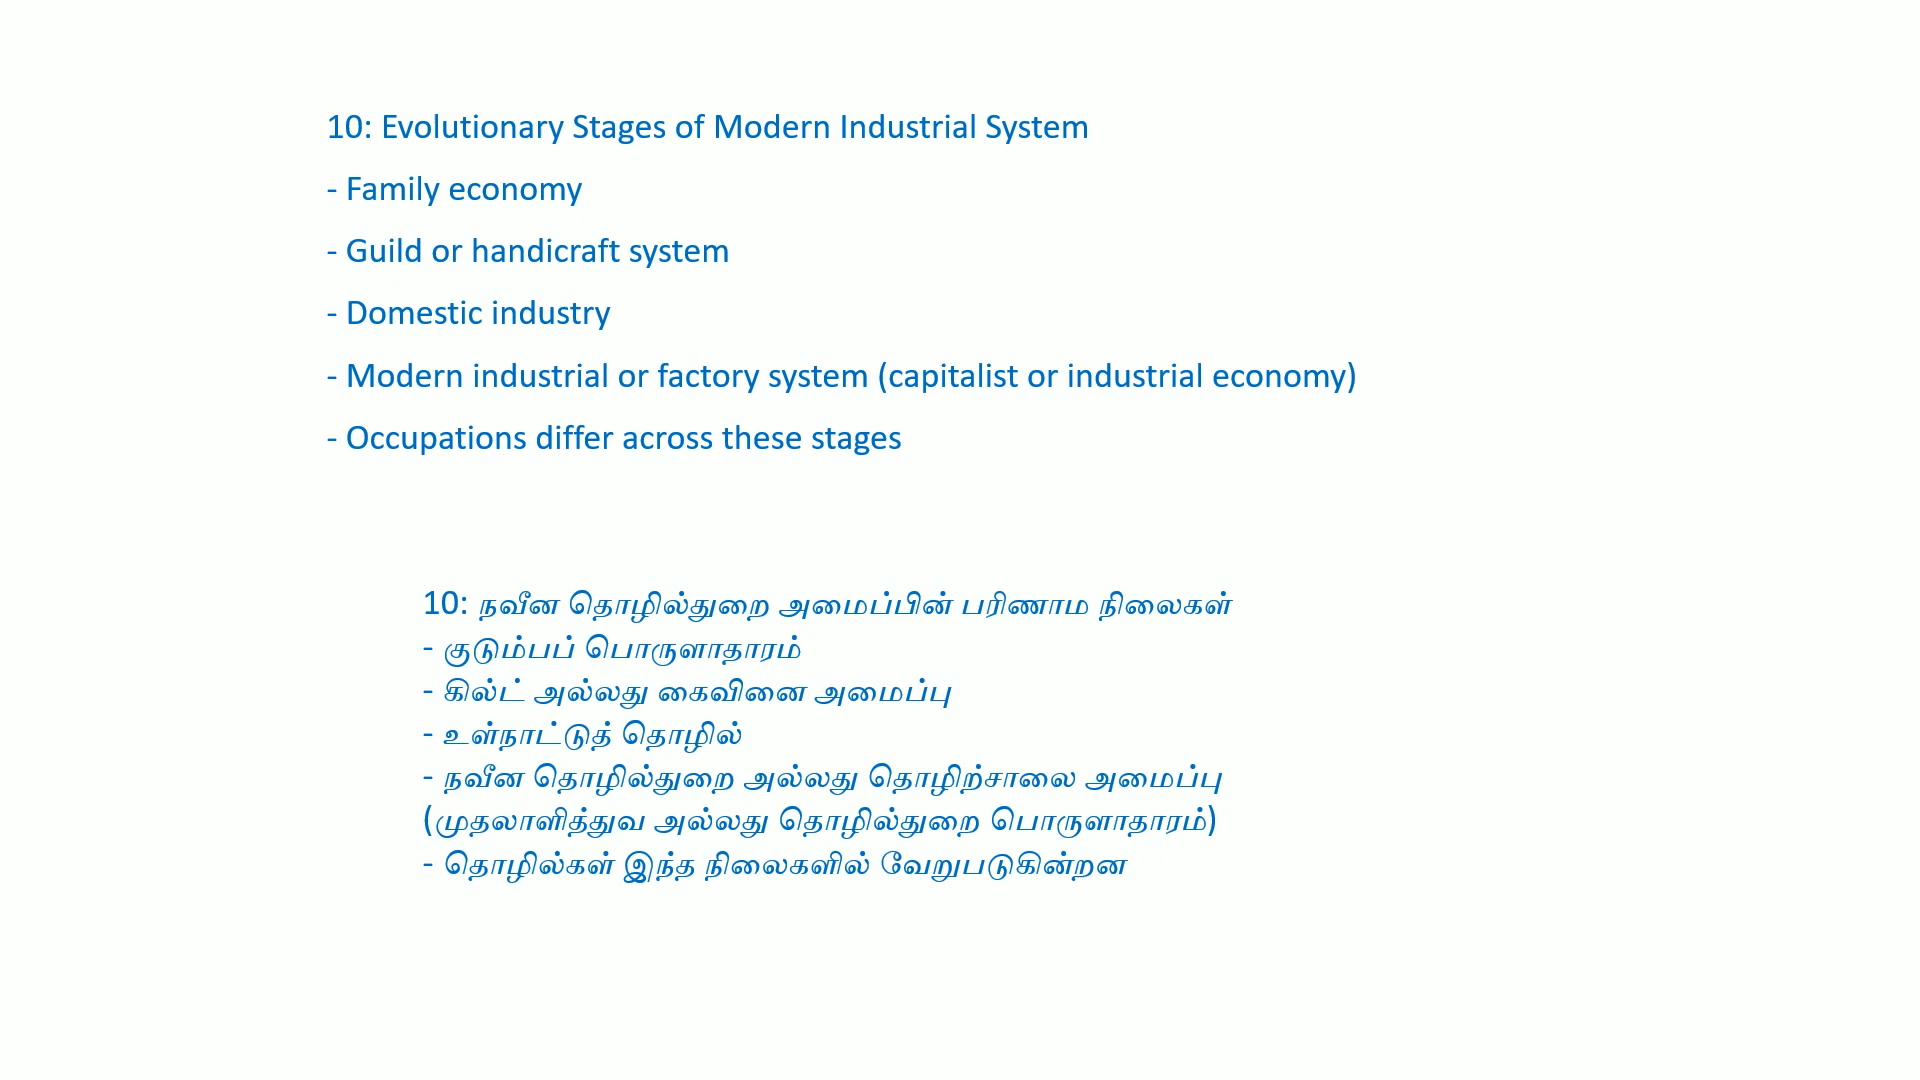 10: Evolutionary Stages of Modern Industrial System
- Family economy
- Guild or handicraft system
- Domestic industry
- Modern industrial or factory system (capitalist or industrial economy)
- Occupations differ across these stages
10: நவீன தொழில்துறை அமைப்பின் பரிணாம நிலைகள்
- குடும்பப் பொருளாதாரம்
- கில்ட் அல்லது கைவினை அமைப்பு
- உள்நாட்டுத் தொழில்
- நவீன தொழில்துறை அல்லது தொழிற்சாலை அமைப்பு
(முதலாளித்துவ அல்லது தொழில்துறை பொருளாதாரம்)
- தொழில்கள் இந்த நிலைகளில் வேறுபடுகின்றன